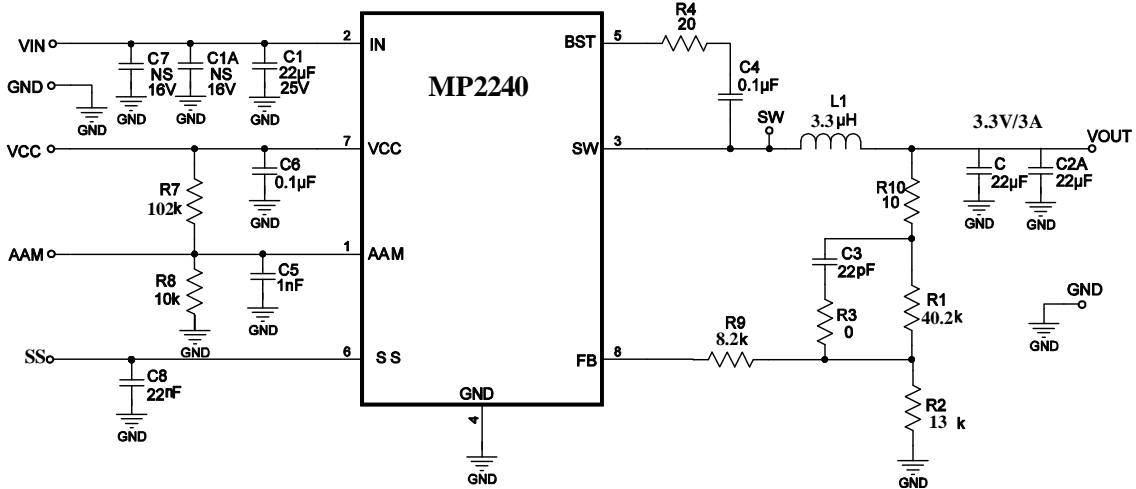 VIN
GND
GND
C7
NS
16V
GND
C1A
NS
16V
GND
C1
22µF
25V
GND
2
IN
MP2240
BST
5
R4
20
C4
0.1µF
VCC
7
VCC
C6
0.1µF
GND
R7
102k
SW
3
SW
L1
3.3µH
3.3V/3A
VOUT
C
22µF
GND
C2A
22µF
GND
R10
10
AAM
1
AAM
R8
10k
GND
C5
1nF
GND
C3
22pF
R3
0
R1
40.2k
GND
GND
SS
6
SS
C8
22nF
GND
FB
8
R9
8.2k
R2
13 k
GND
GND
4
GND